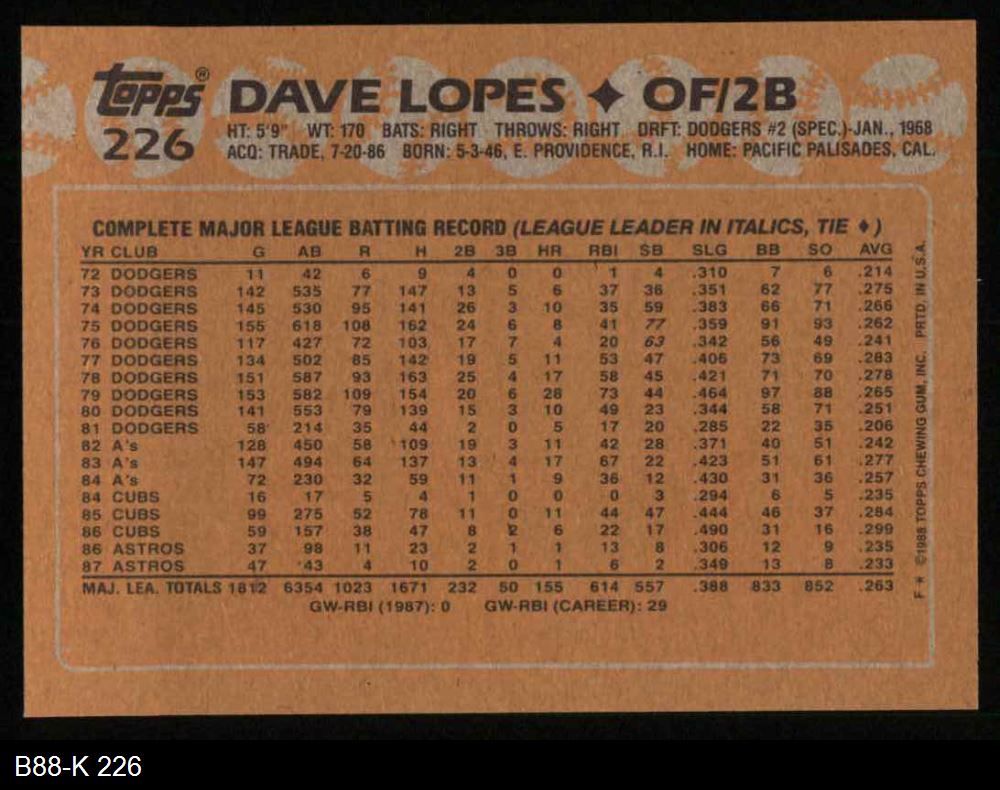 topps® DAVE LOPES ✦ OF/2B
226 HT: 5'9" WT: 170 BATS: RIGHT THROWS: RIGHT DRFT: DODGERS #2 (SPEC.)-JAN., 1968
ACQ: TRADE, 7-20-86 BORN: 5-3-46, E. PROVIDENCE, R.I. HOME: PACIFIC PALISADES, CAL.
COMPLETE MAJOR LEAGUE BATTING RECORD (LEAGUE LEADER IN ITALICS, TIE ♦)
YR CLUB G AB R H 2B 3B HR RBI SB SLG BB SO AVG
72 DODGERS 11 42 6 9 4 0 0 1 4 .310 7 6 .214
73 DODGERS 142 535 77 147 13 5 6 37 36 .351 62 77 .275
74 DODGERS 145 530 95 141 26 3 10 35 59 .383 66 71 .266
75 DODGERS 155 618 108 162 24 6 8 41 77 .359 91 93 .262
76 DODGERS 117 427 72 103 17 7 4 20 63 .342 56 49 .241
77 DODGERS 134 502 85 142 19 5 11 53 47 .406 73 69 .283
78 DODGERS 151 587 93 163 25 4 17 58 45 .421 71 70 .278
79 DODGERS 153 582 109 154 20 6 28 73 44 .464 97 88 .265
80 DODGERS 141 553 79 139 15 3 10 49 23 .344 58 71 .251
81 DODGERS 58 214 35 44 2 0 5 17 20 .285 22 35 .206
82 A's 128 450 58 109 19 3 11 42 28 .371 40 51 .242
83 A's 147 494 64 137 13 4 17 67 22 .423 51 61 .277
84 A's 72 230 32 59 11 1 9 36 12 .430 31 36 .257
84 CUBS 16 17 5 4 1 0 0 0 3 .294 6 5 .235
85 CUBS 99 275 52 78 11 0 11 44 47 .444 46 37 .284
86 CUBS 59 157 38 47 8 2 6 22 17 .490 31 16 .299
86 ASTROS 37 98 11 23 2 1 1 13 8 .306 12 9 .235
87 ASTROS 47 43 4 10 2 0 1 6 2 .349 13 8 .233
MAJ. LEA. TOTALS 1812 6354 1023 1671 232 50 155 614 557 .388 833 852 .263
GW-RBI (1987): 0 GW-RBI (CAREER): 29
F* ©1988 TOPPS CHEWING GUM, INC. PRTD. IN U.S.A.
B88-K 226